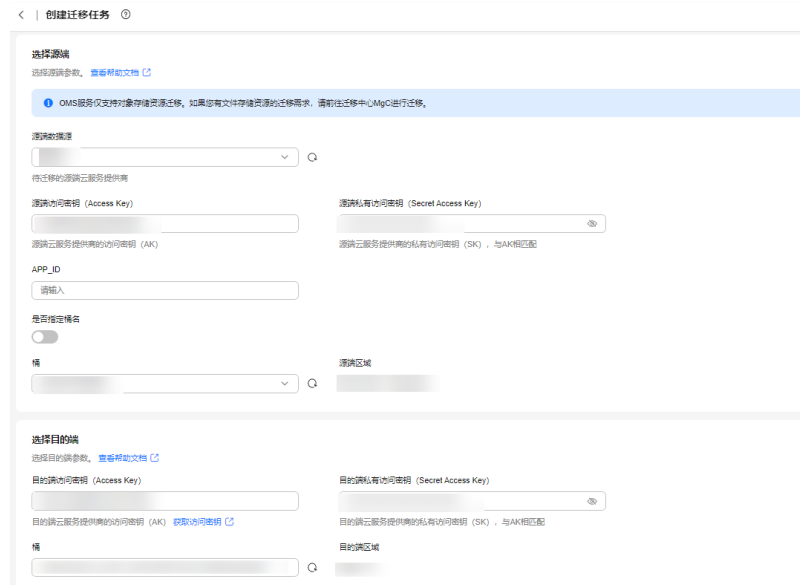 创建迁移任务
选择源端
选择源端参数。 查看帮助文档
OMS服务仅支持对象存储资源迁移。如果您有文件存储资源的迁移需求，请前往迁移中心MgC进行迁移。
源端数据源
待迁移的源端云服务提供商
源端访问密钥（Access Key） 源端私有访问密钥（Secret Access Key）
源端云服务提供商的访问密钥（AK） 源端云服务提供商的私有访问密钥（SK），与AK相匹配
APP_ID
请输入
是否指定桶名
桶 源端区域
选择目的端
选择目的端参数。 查看帮助文档
目的端访问密钥（Access Key） 目的端私有访问密钥（Secret Access Key）
目的端云服务提供商的访问密钥（AK） 获取访问密钥 目的端云服务提供商的私有访问密钥（SK），与AK相匹配
桶 目的端区域